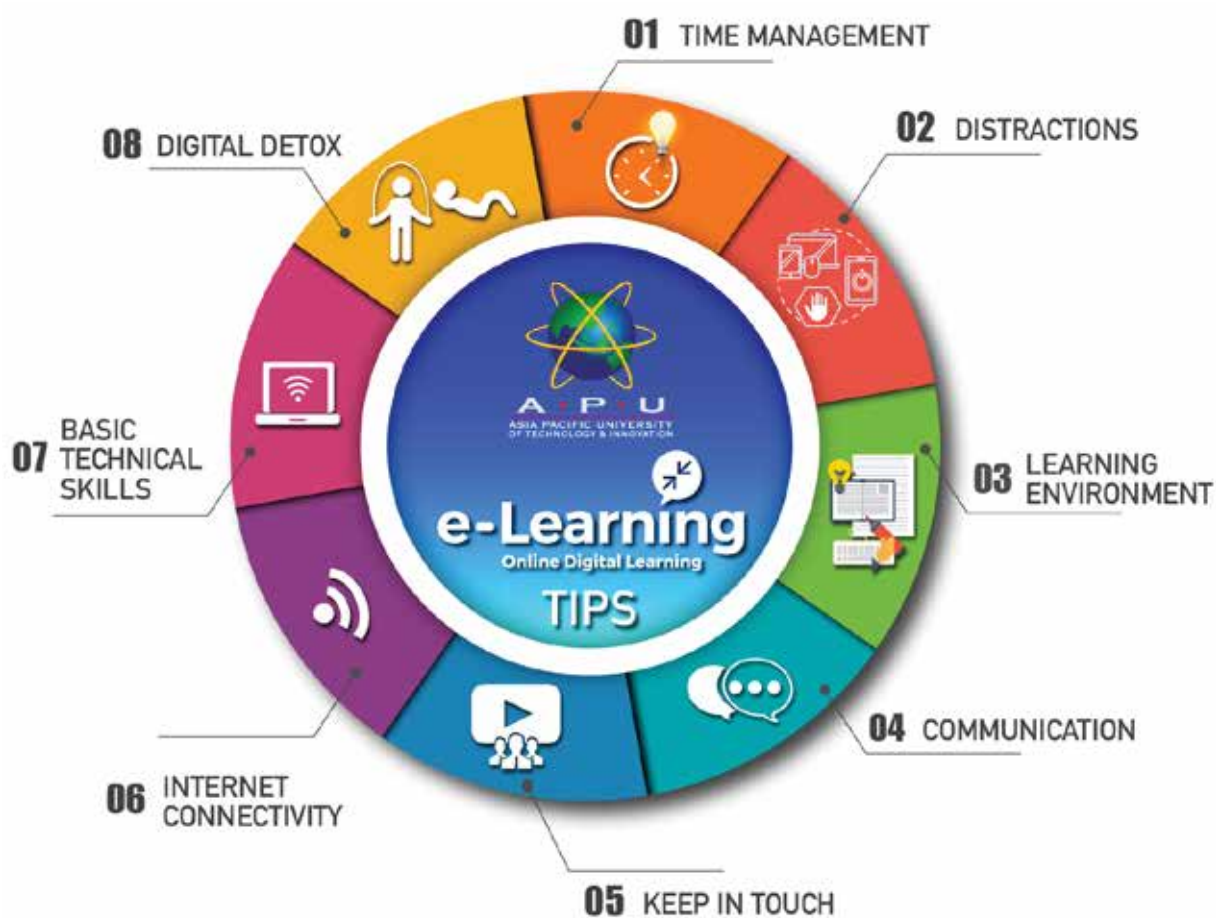 01 TIME MANAGEMENT
02 DISTRACTIONS
03 LEARNING
ENVIRONMENT
04 COMMUNICATION
05 KEEP IN TOUCH
06 INTERNET
CONNECTIVITY
07 BASIC
TECHNICAL
SKILLS
08 DIGITAL DETOX
A • P • U
ASIA PACIFIC UNIVERSITY
OF TECHNOLOGY & INNOVATION
e-Learning
Online Digital Learning
TIPS